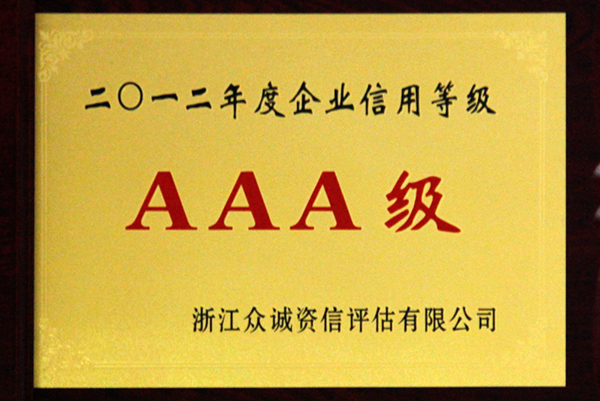 二〇一二年度企业信用等级
AAA级
浙江众诚资信评估有限公司